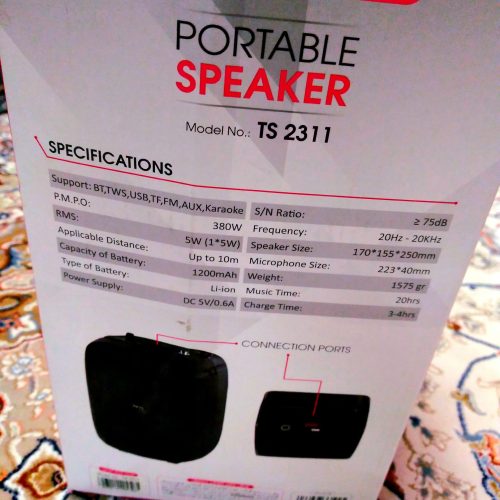 PORTABLE
SPEAKER
Model No.: TS 2311
SPECIFICATIONS
Support: BT,TWS,USB,TF,FM,AUX,Karaoke
P.M.P.O: 380W
RMS: 5W (1*5W)
Applicable Distance: Up to 10m
Capacity of Battery: 1200mAh
Type of Battery: Li-ion
Power Supply: DC 5V/0.6A
S/N Ratio: ≥ 75dB
Frequency: 20Hz - 20KHz
Speaker Size: 170*155*250mm
Microphone Size: 223*40mm
Weight: 1575 gr
Music Time: 20hrs
Charge Time: 3-4hrs
CONNECTION PORTS